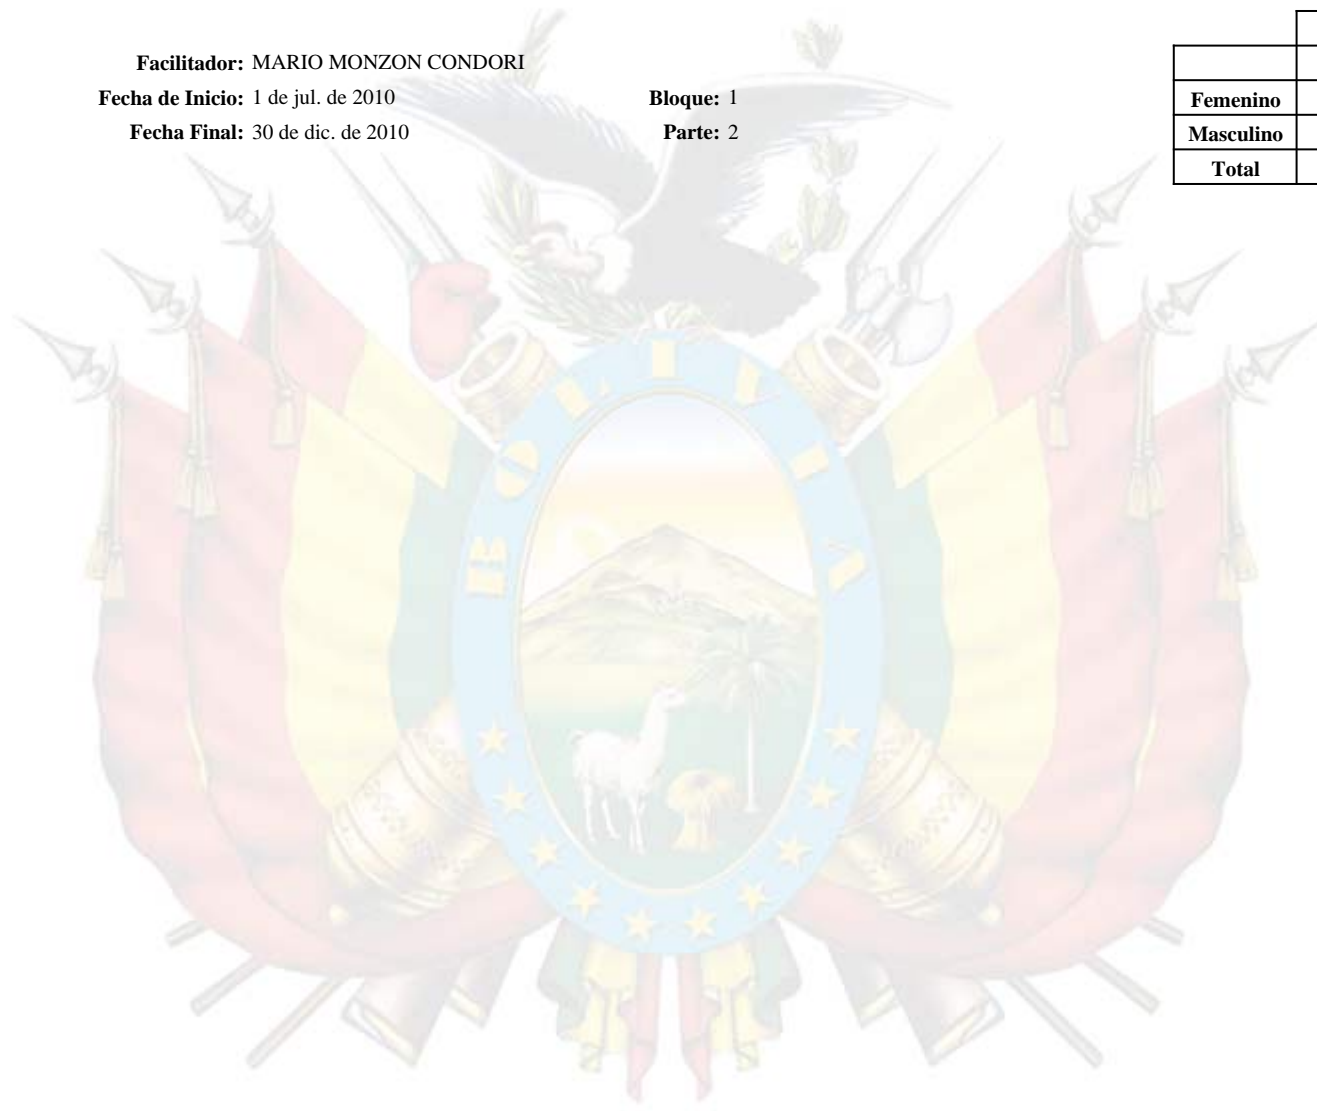 Facilitador: MARIO MONZON CONDORI
Fecha de Inicio: 1 de jul. de 2010 Bloque: 1
Fecha Final: 30 de dic. de 2010 Parte: 2
Femenino
Masculino
Total
BOLIVIA